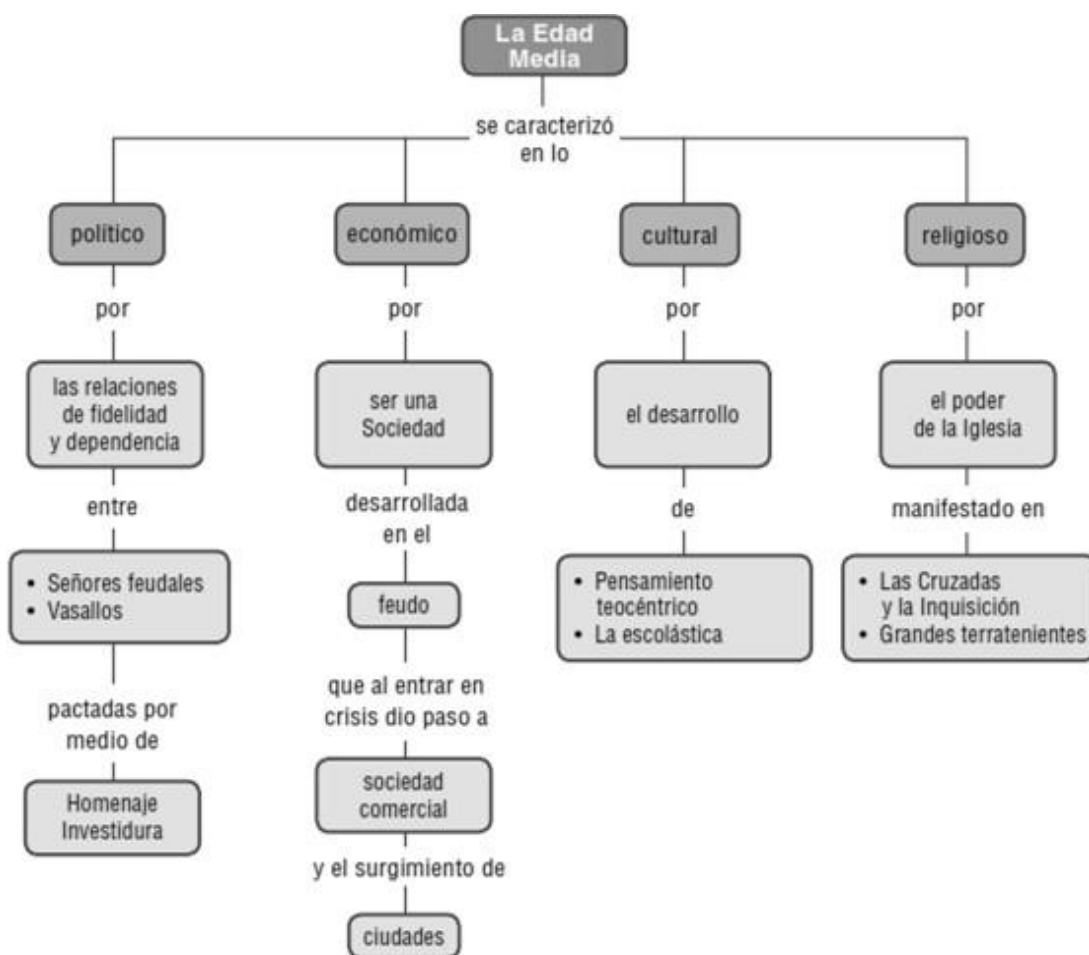 La Edad
Media
se caracterizó
en lo
político
por
las relaciones
de fidelidad
y dependencia
entre
• Señores feudales
• Vasallos
pactadas por
medio de
Homenaje
Investidura
económico
por
ser una
Sociedad
desarrollada
en el
feudo
que al entrar en
crisis dio paso a
sociedad
comercial
y el surgimiento de
ciudades
cultural
por
el desarrollo
de
• Pensamiento
teocéntrico
• La escolástica
religioso
por
el poder
de la Iglesia
manifestado en
• Las Cruzadas
y la Inquisición
• Grandes terratenientes